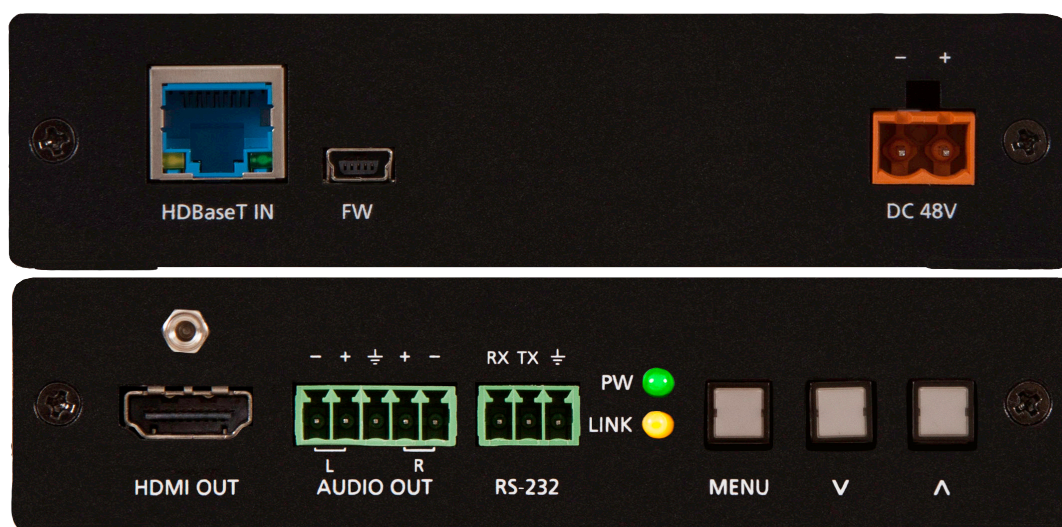 - +
HDBaseT IN
FW
DC 48V
- + ⏚ + -
RX TX ⏚
PW
LINK
L
R
HDMI OUT
AUDIO OUT
RS-232
MENU
∨
∧